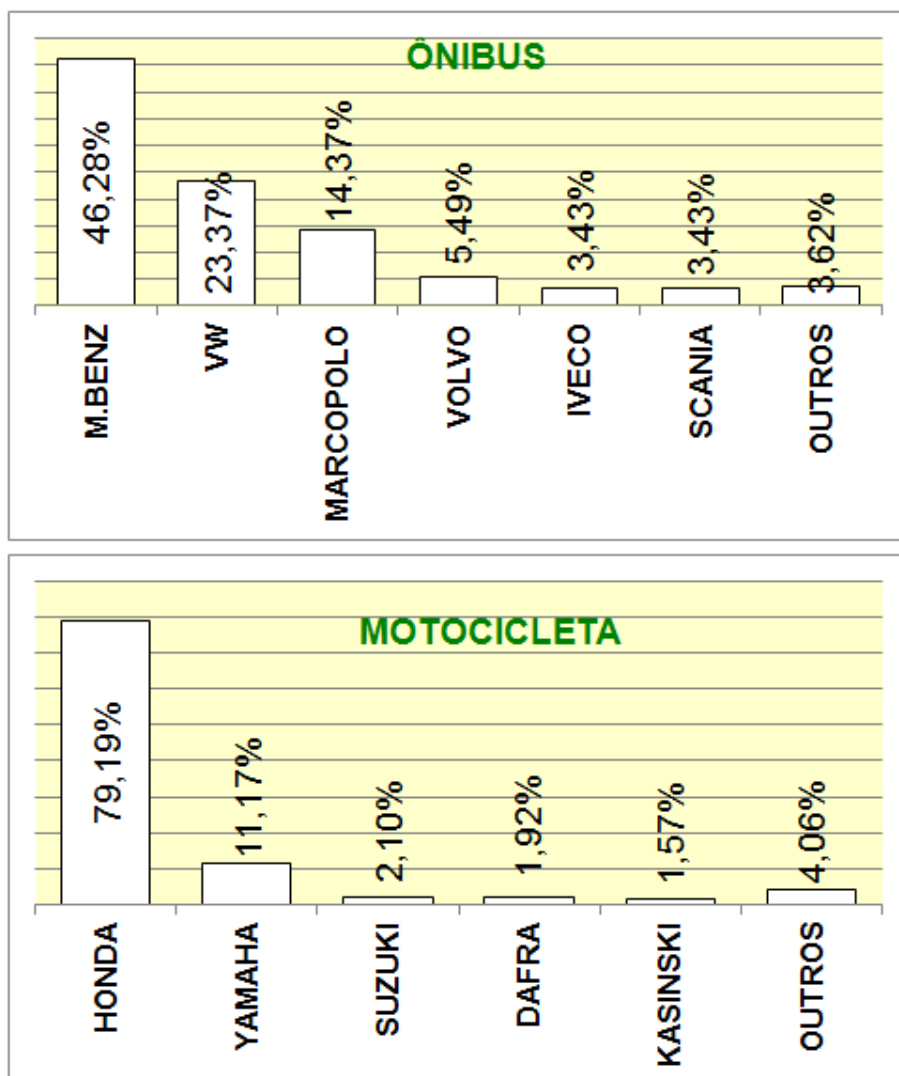 ÔNIBUS
46,28%
23,37%
14,37%
5,49%
3,43%
3,43%
3,62%
M.BENZ
VW
MARCOPOLO
VOLVO
IVECO
SCANIA
OUTROS
MOTOCICLETA
79,19%
11,17%
2,10%
1,92%
1,57%
4,06%
HONDA
YAMAHA
SUZUKI
DAFRA
KASINSKI
OUTROS